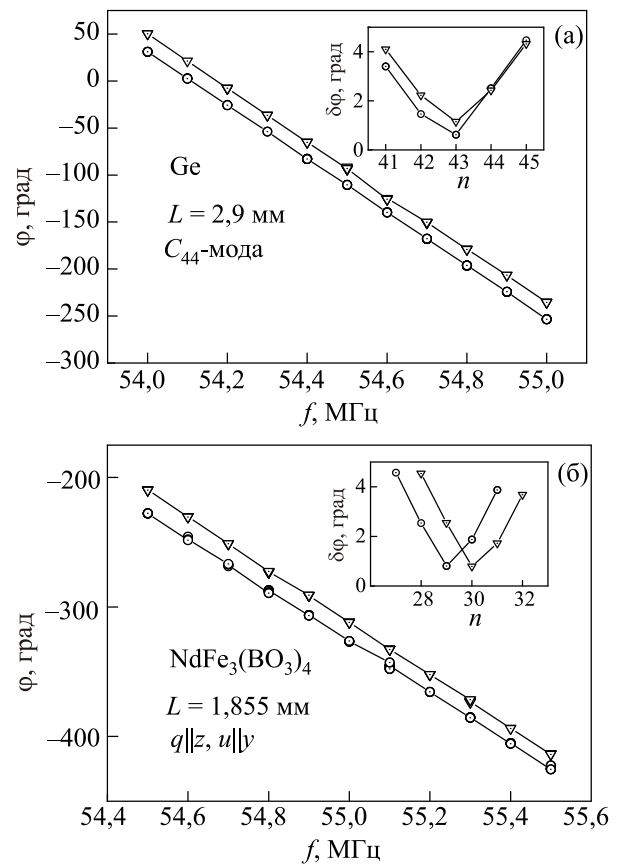 50
0
–50
–100
–150
–200
–250
–300
φ, град
54,0 54,2 54,4 54,6 54,8 55,0
f, МГц
Ge
L = 2,9 мм
C44-мода
(а)
4
2
0
δφ, град
41 42 43 44 45
n
–200
–300
–400
φ, град
54,4 54,6 54,8 55,0 55,2 55,4 55,6
f, МГц
NdFe3(BO3)4
L = 1,855 мм
q||z, u||y
(б)
4
2
0
δφ, град
28 30 32
n